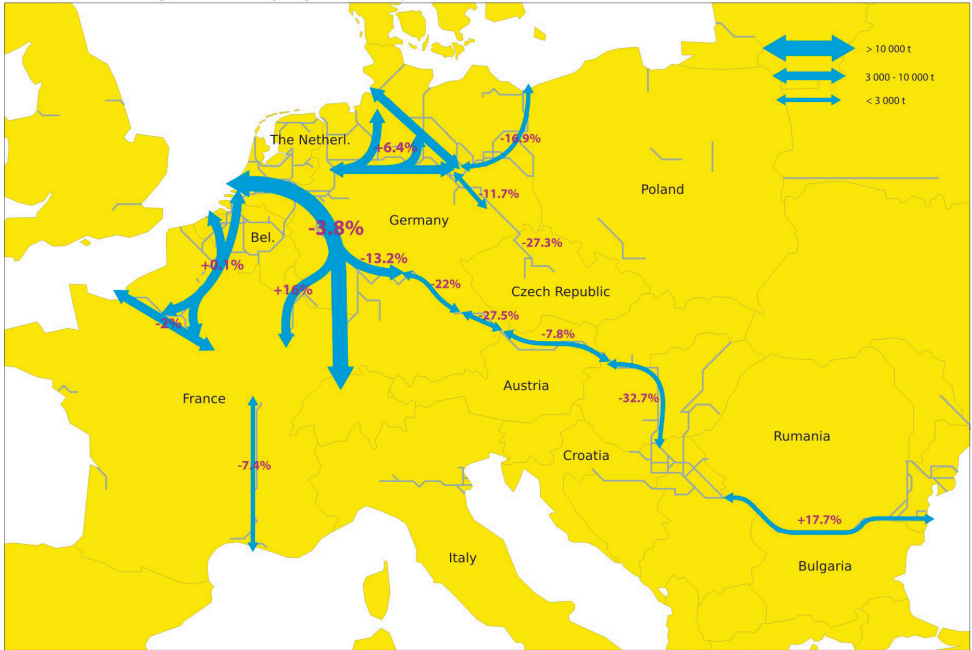 > 10 000 t
3 000 - 10 000 t
< 3 000 t
The Netherl.
+6.4%
-16.9%
-11.7%
Poland
Germany
-3.8%
Bel.
-27.3%
+0.1%
-13.2%
+16%
-22%
Czech Republic
-2%
-27.5%
-7.8%
Austria
France
-32.7%
Rumania
Croatia
-7.4%
+17.7%
Italy
Bulgaria